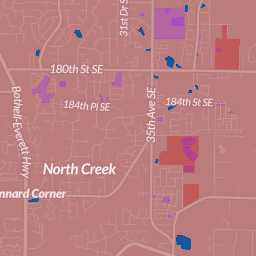 31st Dr S
180th St SE
184th Pl SE
184th St SE
35th Ave SE
Bothell-Everett Hwy
North Creek
nnard Corner